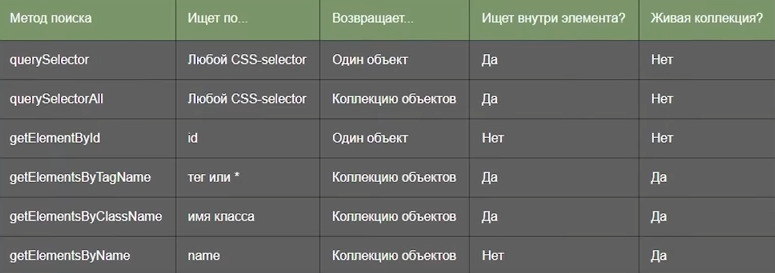 Метод поиска Ищет по... Возвращает... Ищет внутри элемента? Живая коллекция?
querySelector Любой CSS-selector Один объект Да Нет
querySelectorAll Любой CSS-selector Коллекцию объектов Да Нет
getElementById id Один объект Нет Нет
getElementsByTagName тег или * Коллекцию объектов Да Да
getElementsByClassName имя класса Коллекцию объектов Да Да
getElementsByName name Коллекцию объектов Нет Да